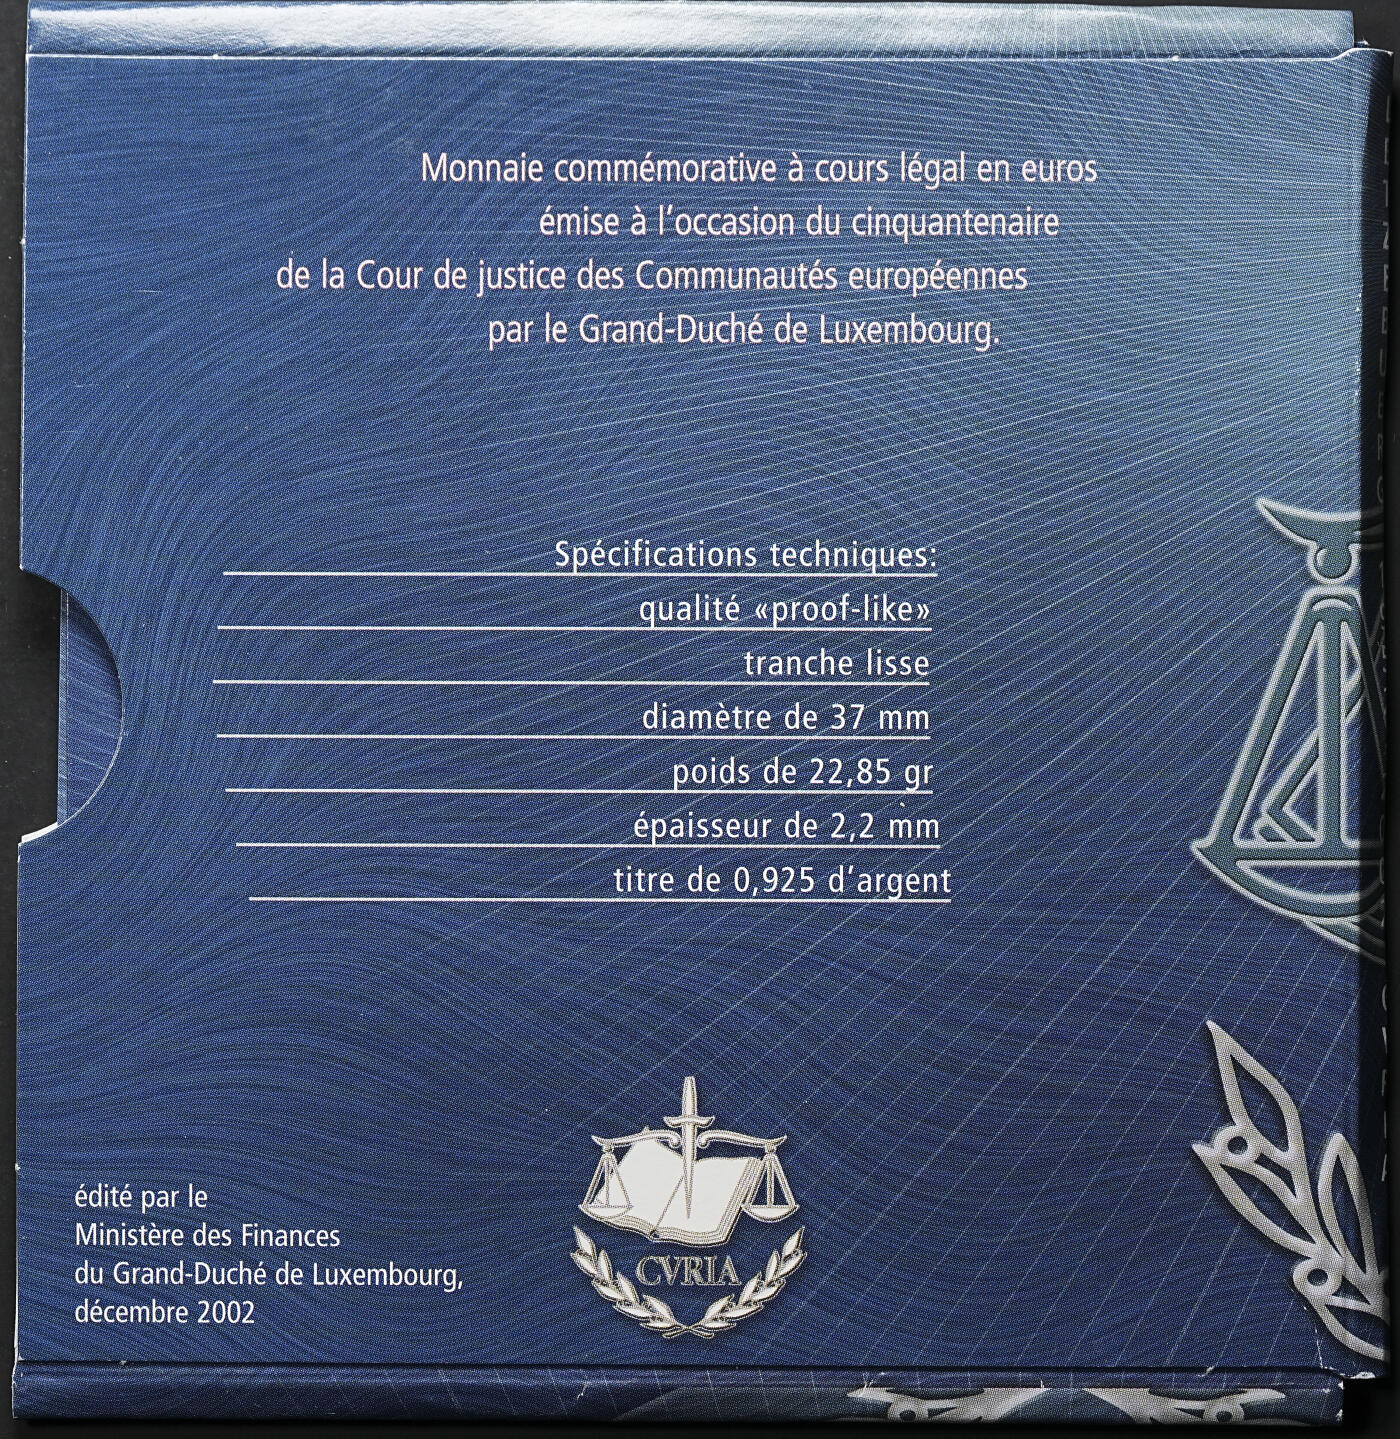 Monnaie commémorative à cours légal en euros
émise à l'occasion du cinquantenaire
de la Cour de justice des Communautés européennes
par le Grand-Duché de Luxembourg.
Spécifications techniques:
qualité «proof-like»
tranche lisse
diamètre de 37 mm
poids de 22,85 gr
épaisseur de 2,2 mm
titre de 0,925 d'argent
édité par le
Ministère des Finances
du Grand-Duché de Luxembourg,
décembre 2002
CVRIA